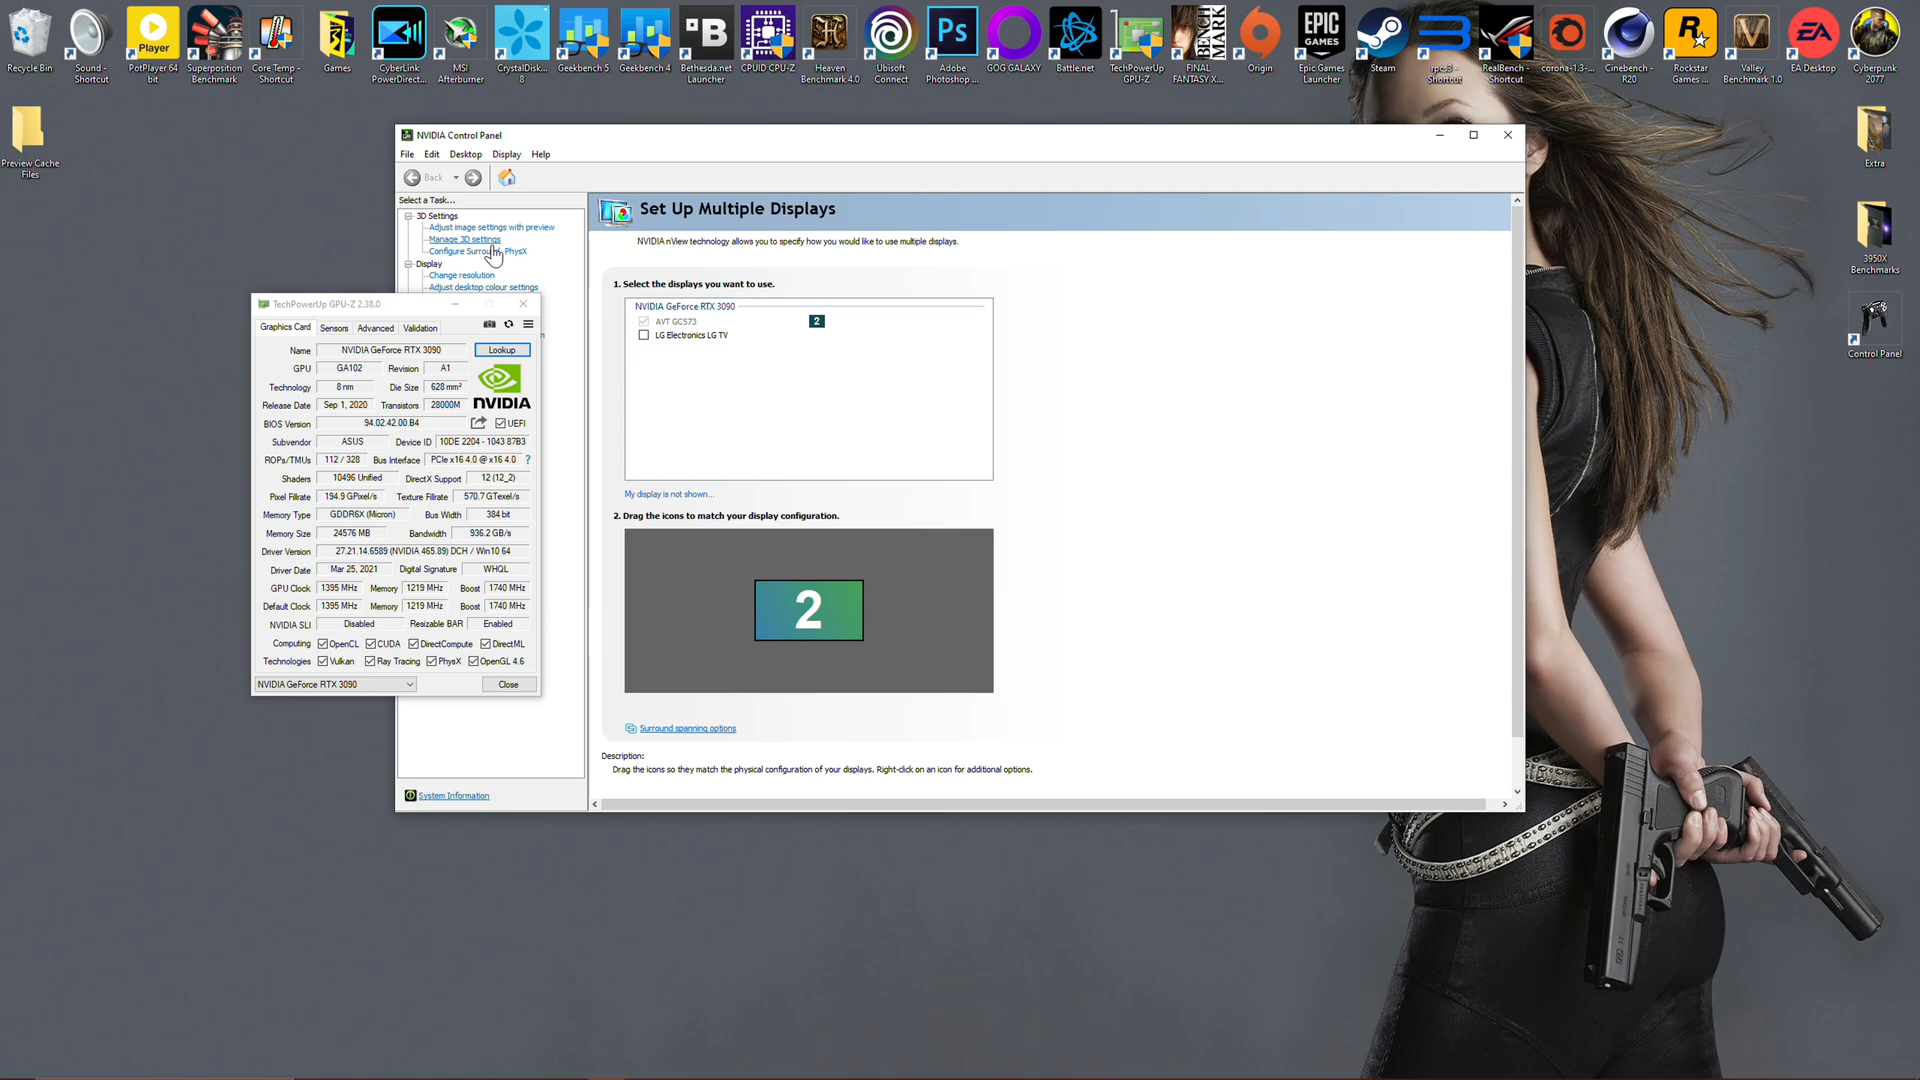 Recycle Bin
Sound - Shortcut
PotPlayer 64 bit
Superposition Benchmark
Core Temp - Shortcut
Games
CyberLink PowerDirect...
MSI Afterburner
CrystalDisk... 8
Geekbench 5
Geekbench 4
Bethesda.net Launcher
CPUID CPU-Z
Heaven Benchmark 4.0
Ubisoft Connect
Adobe Photoshop ...
GOG GALAXY
Battle.net
TechPowerUp GPU-Z
FINAL FANTASY X...
Origin
Epic Games Launcher
Steam
rpcs3 - Shortcut
RealBench - Shortcut
corona-1.3-...
Cinebench - R20
Rockstar Games ...
Valley Benchmark 1.0
EA Desktop
Cyberpunk 2077
Preview Cache Files
Extra
3950X Benchmarks
Control Panel
NVIDIA Control Panel
File Edit Desktop Display Help
Back
Select a Task...
3D Settings
Adjust image settings with preview
Manage 3D settings
Configure Surround, PhysX
Display
Change resolution
Adjust desktop colour settings
System Information
Set Up Multiple Displays
NVIDIA nView technology allows you to specify how you would like to use multiple displays.
1. Select the displays you want to use.
NVIDIA GeForce RTX 3090
AVT GC573 2
LG Electronics LG TV
My display is not shown...
2. Drag the icons to match your display configuration.
2
Surround spanning options
Description:
Drag the icons so they match the physical configuration of your displays. Right-click on an icon for additional options.
TechPowerUp GPU-Z 2.38.0
Graphics Card Sensors Advanced Validation
Name NVIDIA GeForce RTX 3090 Lookup
GPU GA102 Revision A1
Technology 8 nm Die Size 628 mm²
NVIDIA
Release Date Sep 1, 2020 Transistors 28000M
BIOS Version 94.02.42.00.B4 UEFI
Subvendor ASUS Device ID 10DE 2204 - 1043 87B3
ROPs/TMUs 112 / 328 Bus Interface PCIe x16 4.0 @ x16 4.0 ?
Shaders 10496 Unified DirectX Support 12 (12_2)
Pixel Fillrate 194.9 GPixel/s Texture Fillrate 570.7 GTexel/s
Memory Type GDDR6X (Micron) Bus Width 384 bit
Memory Size 24576 MB Bandwidth 936.2 GB/s
Driver Version 27.21.14.6589 (NVIDIA 465.89) DCH / Win10 64
Driver Date Mar 25, 2021 Digital Signature WHQL
GPU Clock 1395 MHz Memory 1219 MHz Boost 1740 MHz
Default Clock 1395 MHz Memory 1219 MHz Boost 1740 MHz
NVIDIA SLI Disabled Resizable BAR Enabled
Computing OpenCL CUDA DirectCompute DirectML
Technologies Vulkan Ray Tracing PhysX OpenGL 4.6
NVIDIA GeForce RTX 3090 Close